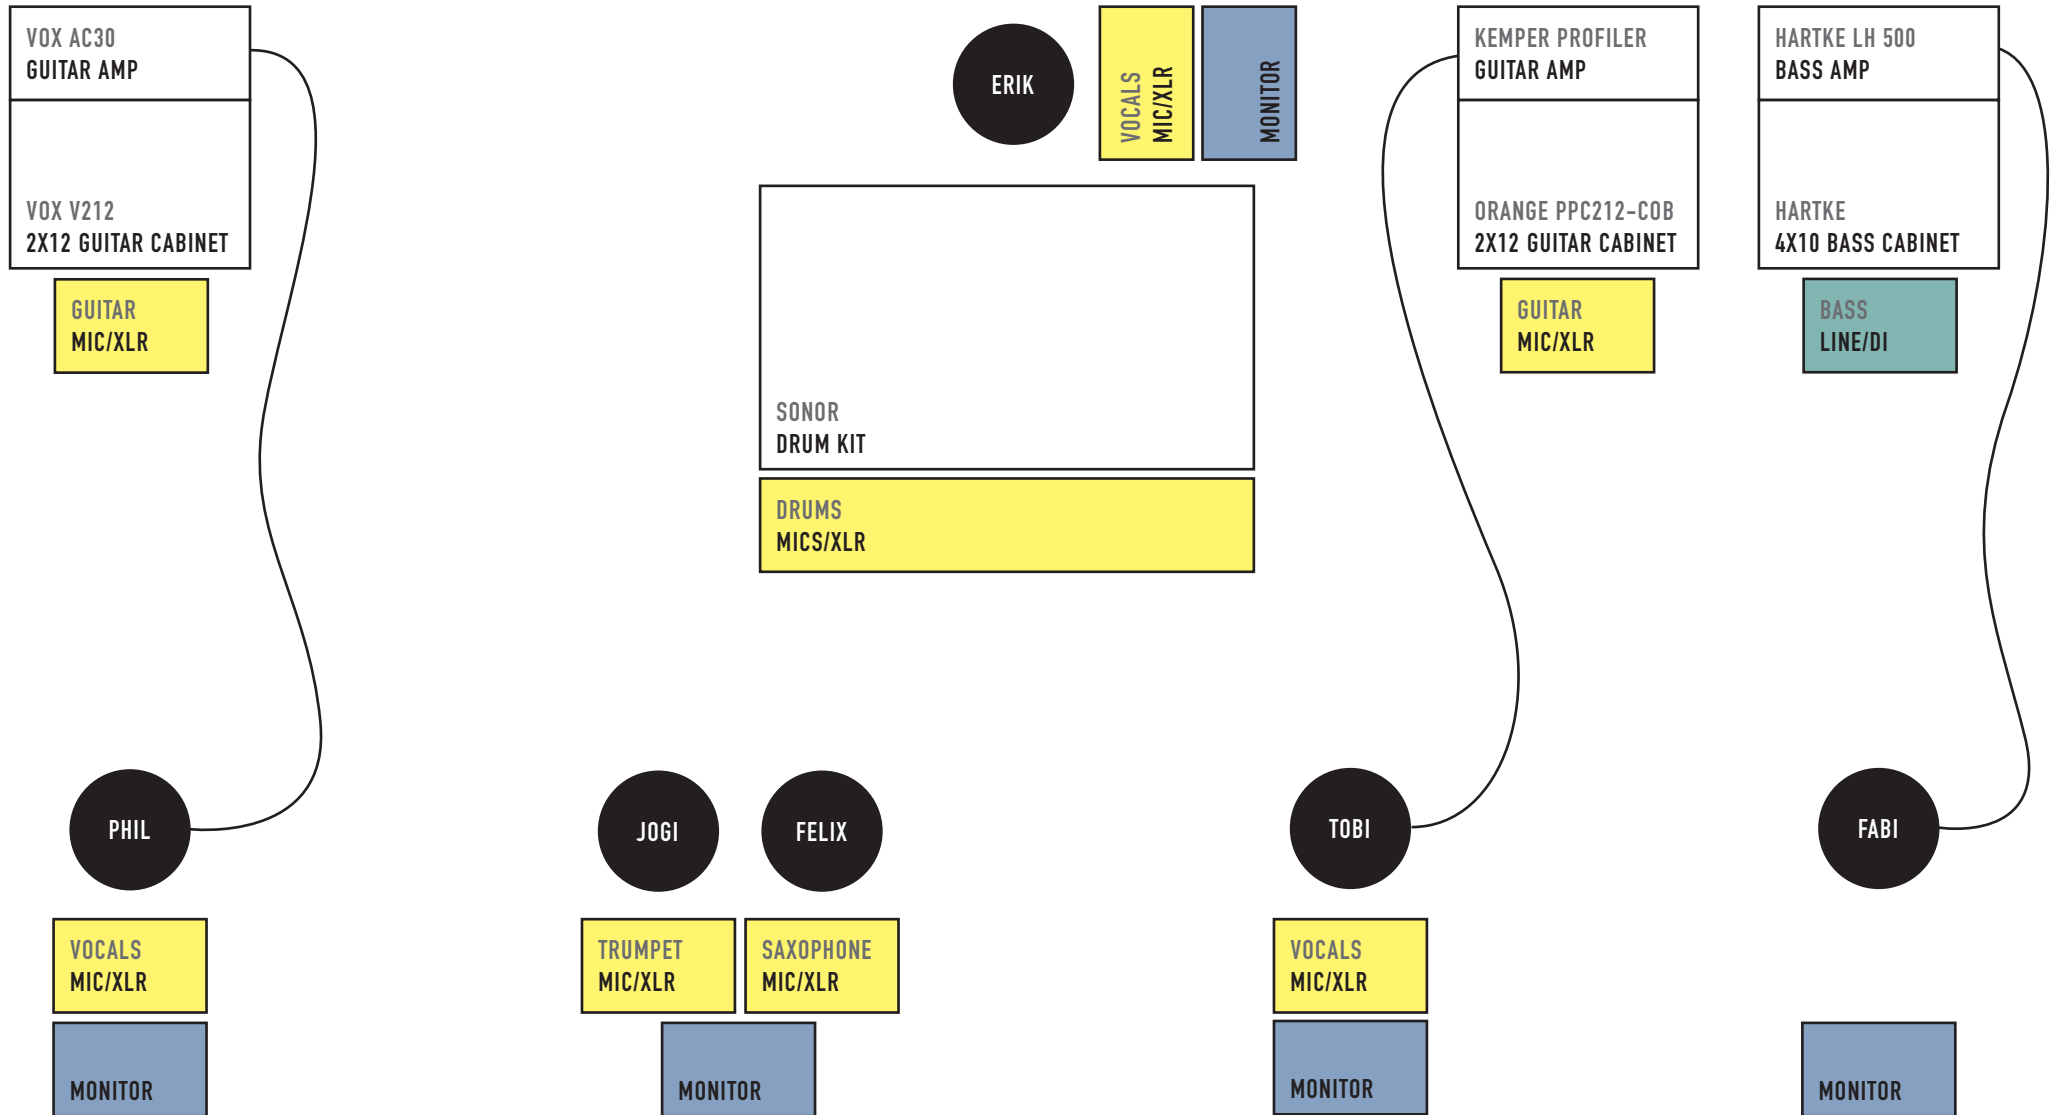 VOX AC30
GUITAR AMP
VOX V212
2X12 GUITAR CABINET
GUITAR
MIC/XLR
ERIK
VOCALS
MIC/XLR
MONITOR
SONOR
DRUM KIT
DRUMS
MICS/XLR
KEMPER PROFILER
GUITAR AMP
ORANGE PPC212-COB
2X12 GUITAR CABINET
GUITAR
MIC/XLR
HARTKE LH 500
BASS AMP
HARTKE
4X10 BASS CABINET
BASS
LINE/DI
PHIL
JOGI
FELIX
TOBI
FABI
VOCALS
MIC/XLR
MONITOR
TRUMPET
MIC/XLR
SAXOPHONE
MIC/XLR
MONITOR
VOCALS
MIC/XLR
MONITOR
MONITOR